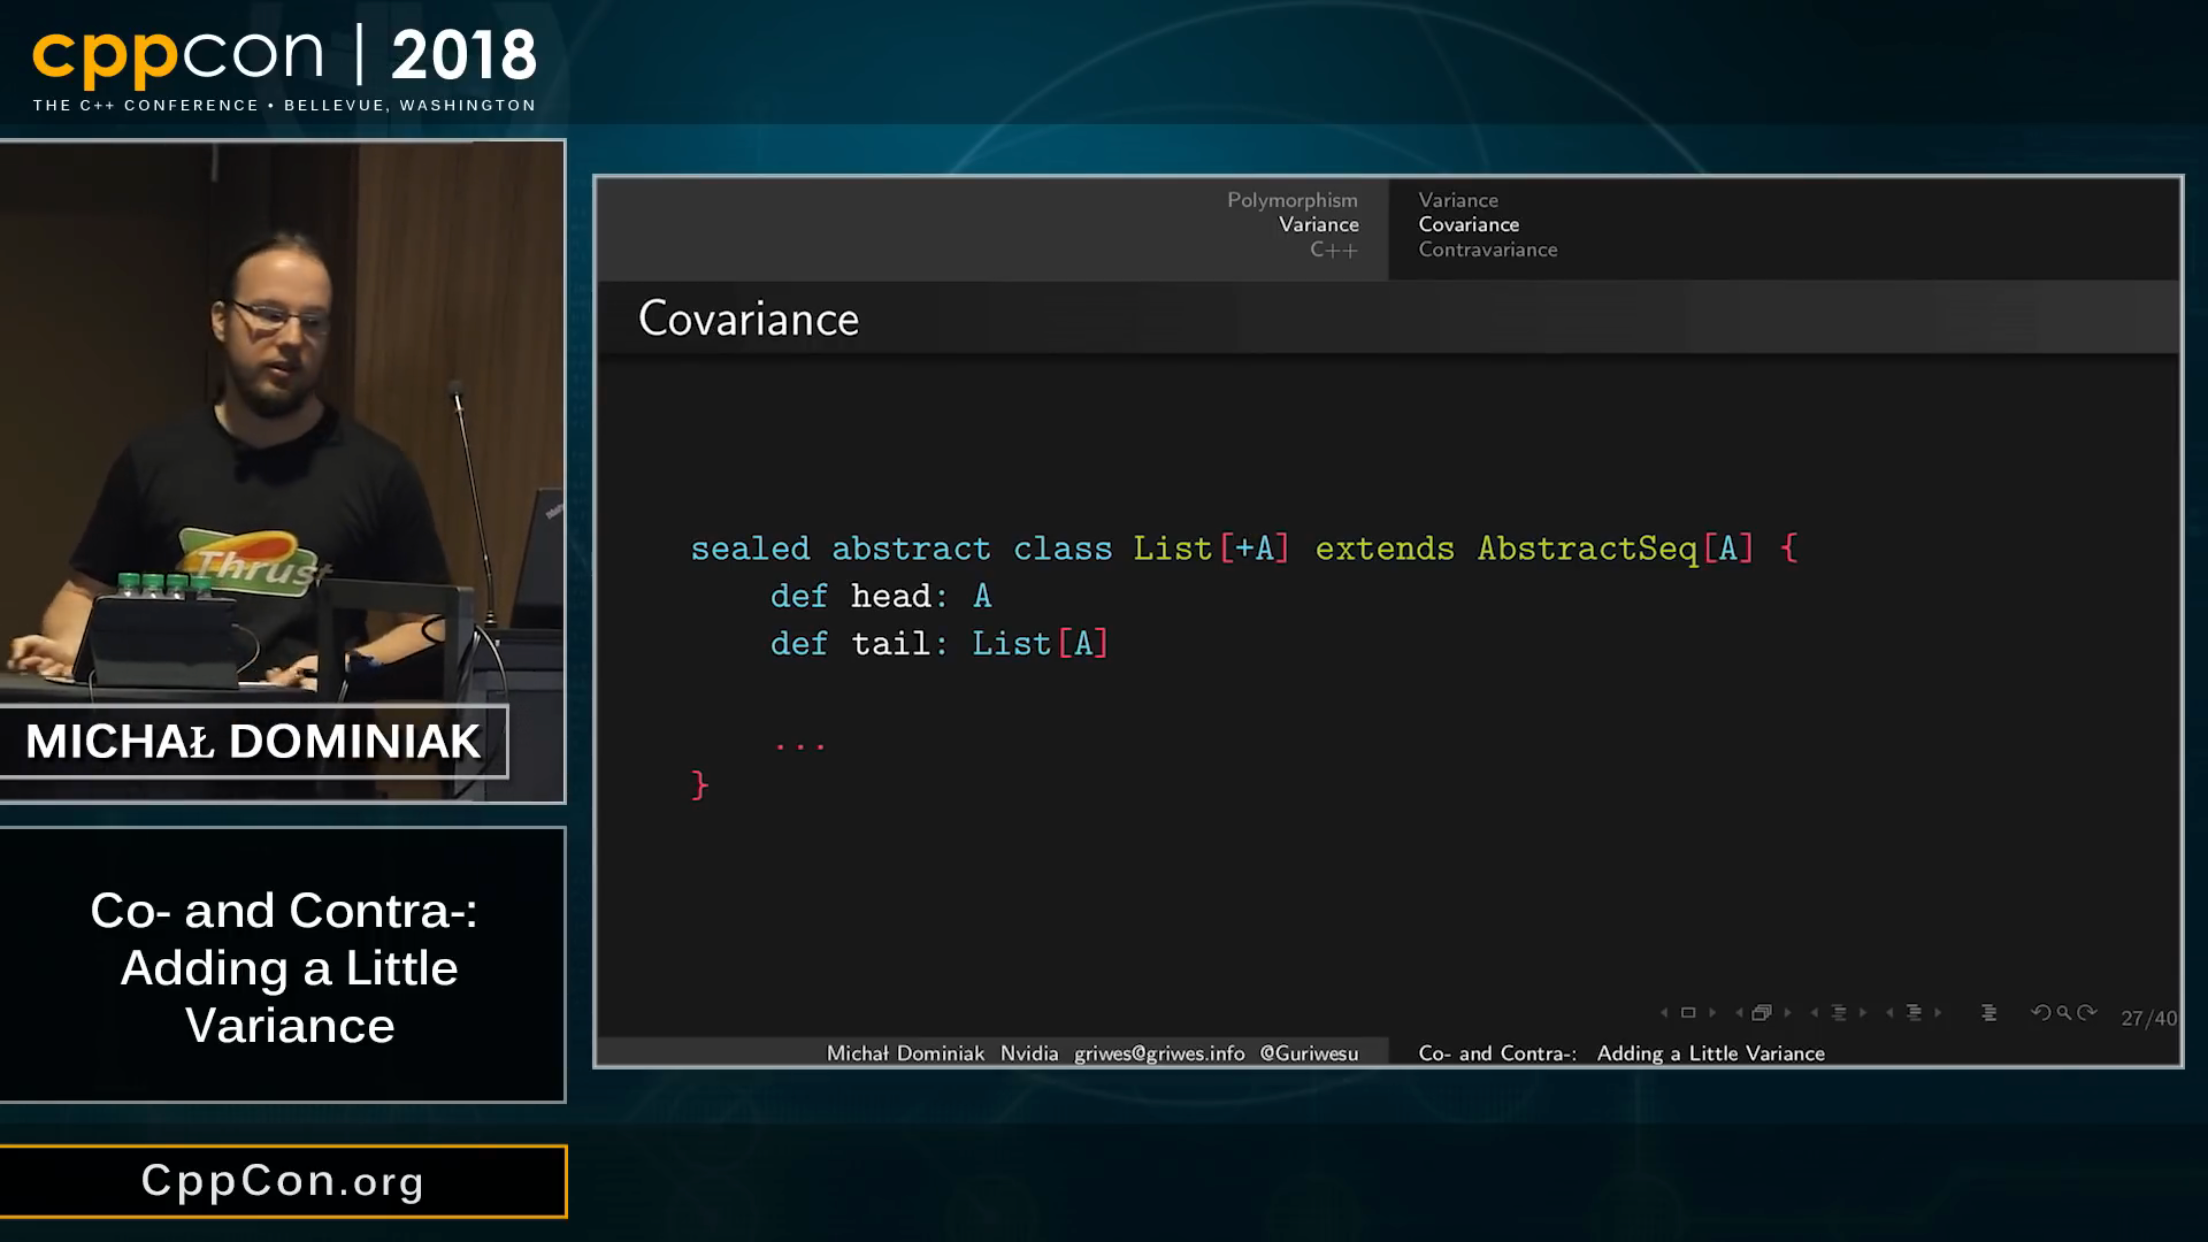 cppcon | 2018
THE C++ CONFERENCE • BELLEVUE, WASHINGTON
Thrust
MICHAŁ DOMINIAK
Co- and Contra-:
Adding a Little
Variance
CppCon.org
Polymorphism
Variance
C++
Variance
Covariance
Contravariance
Covariance
sealed abstract class List[+A] extends AbstractSeq[A] {
def head: A
def tail: List[A]
...
}
27/40
Michał Dominiak Nvidia griwes@griwes.info @Guriwesu
Co- and Contra-: Adding a Little Variance